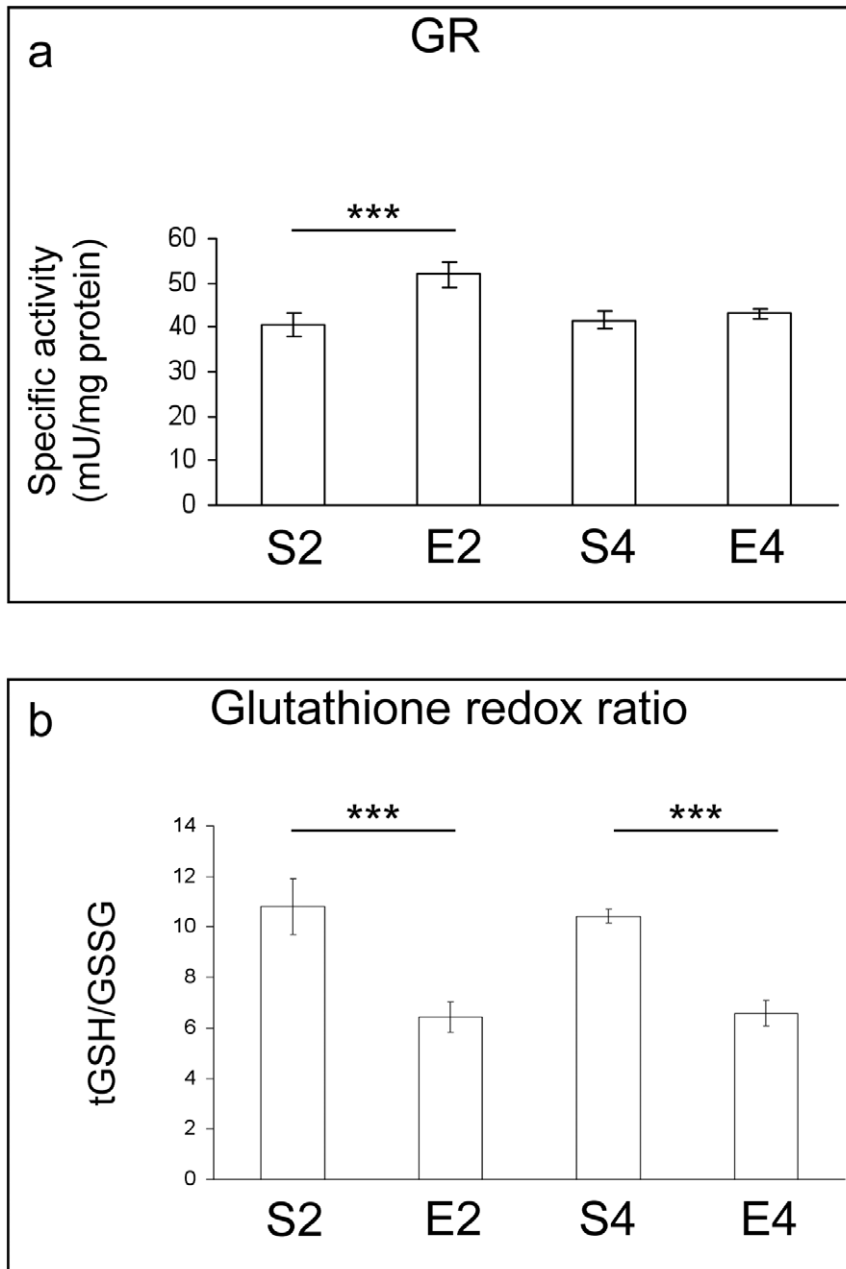 a
GR
***
Specific activity
(mU/mg protein)
60
50
40
30
20
10
0
S2 E2 S4 E4
b
Glutathione redox ratio
*** ***
tGSH/GSSG
14
12
10
8
6
4
2
0
S2 E2 S4 E4